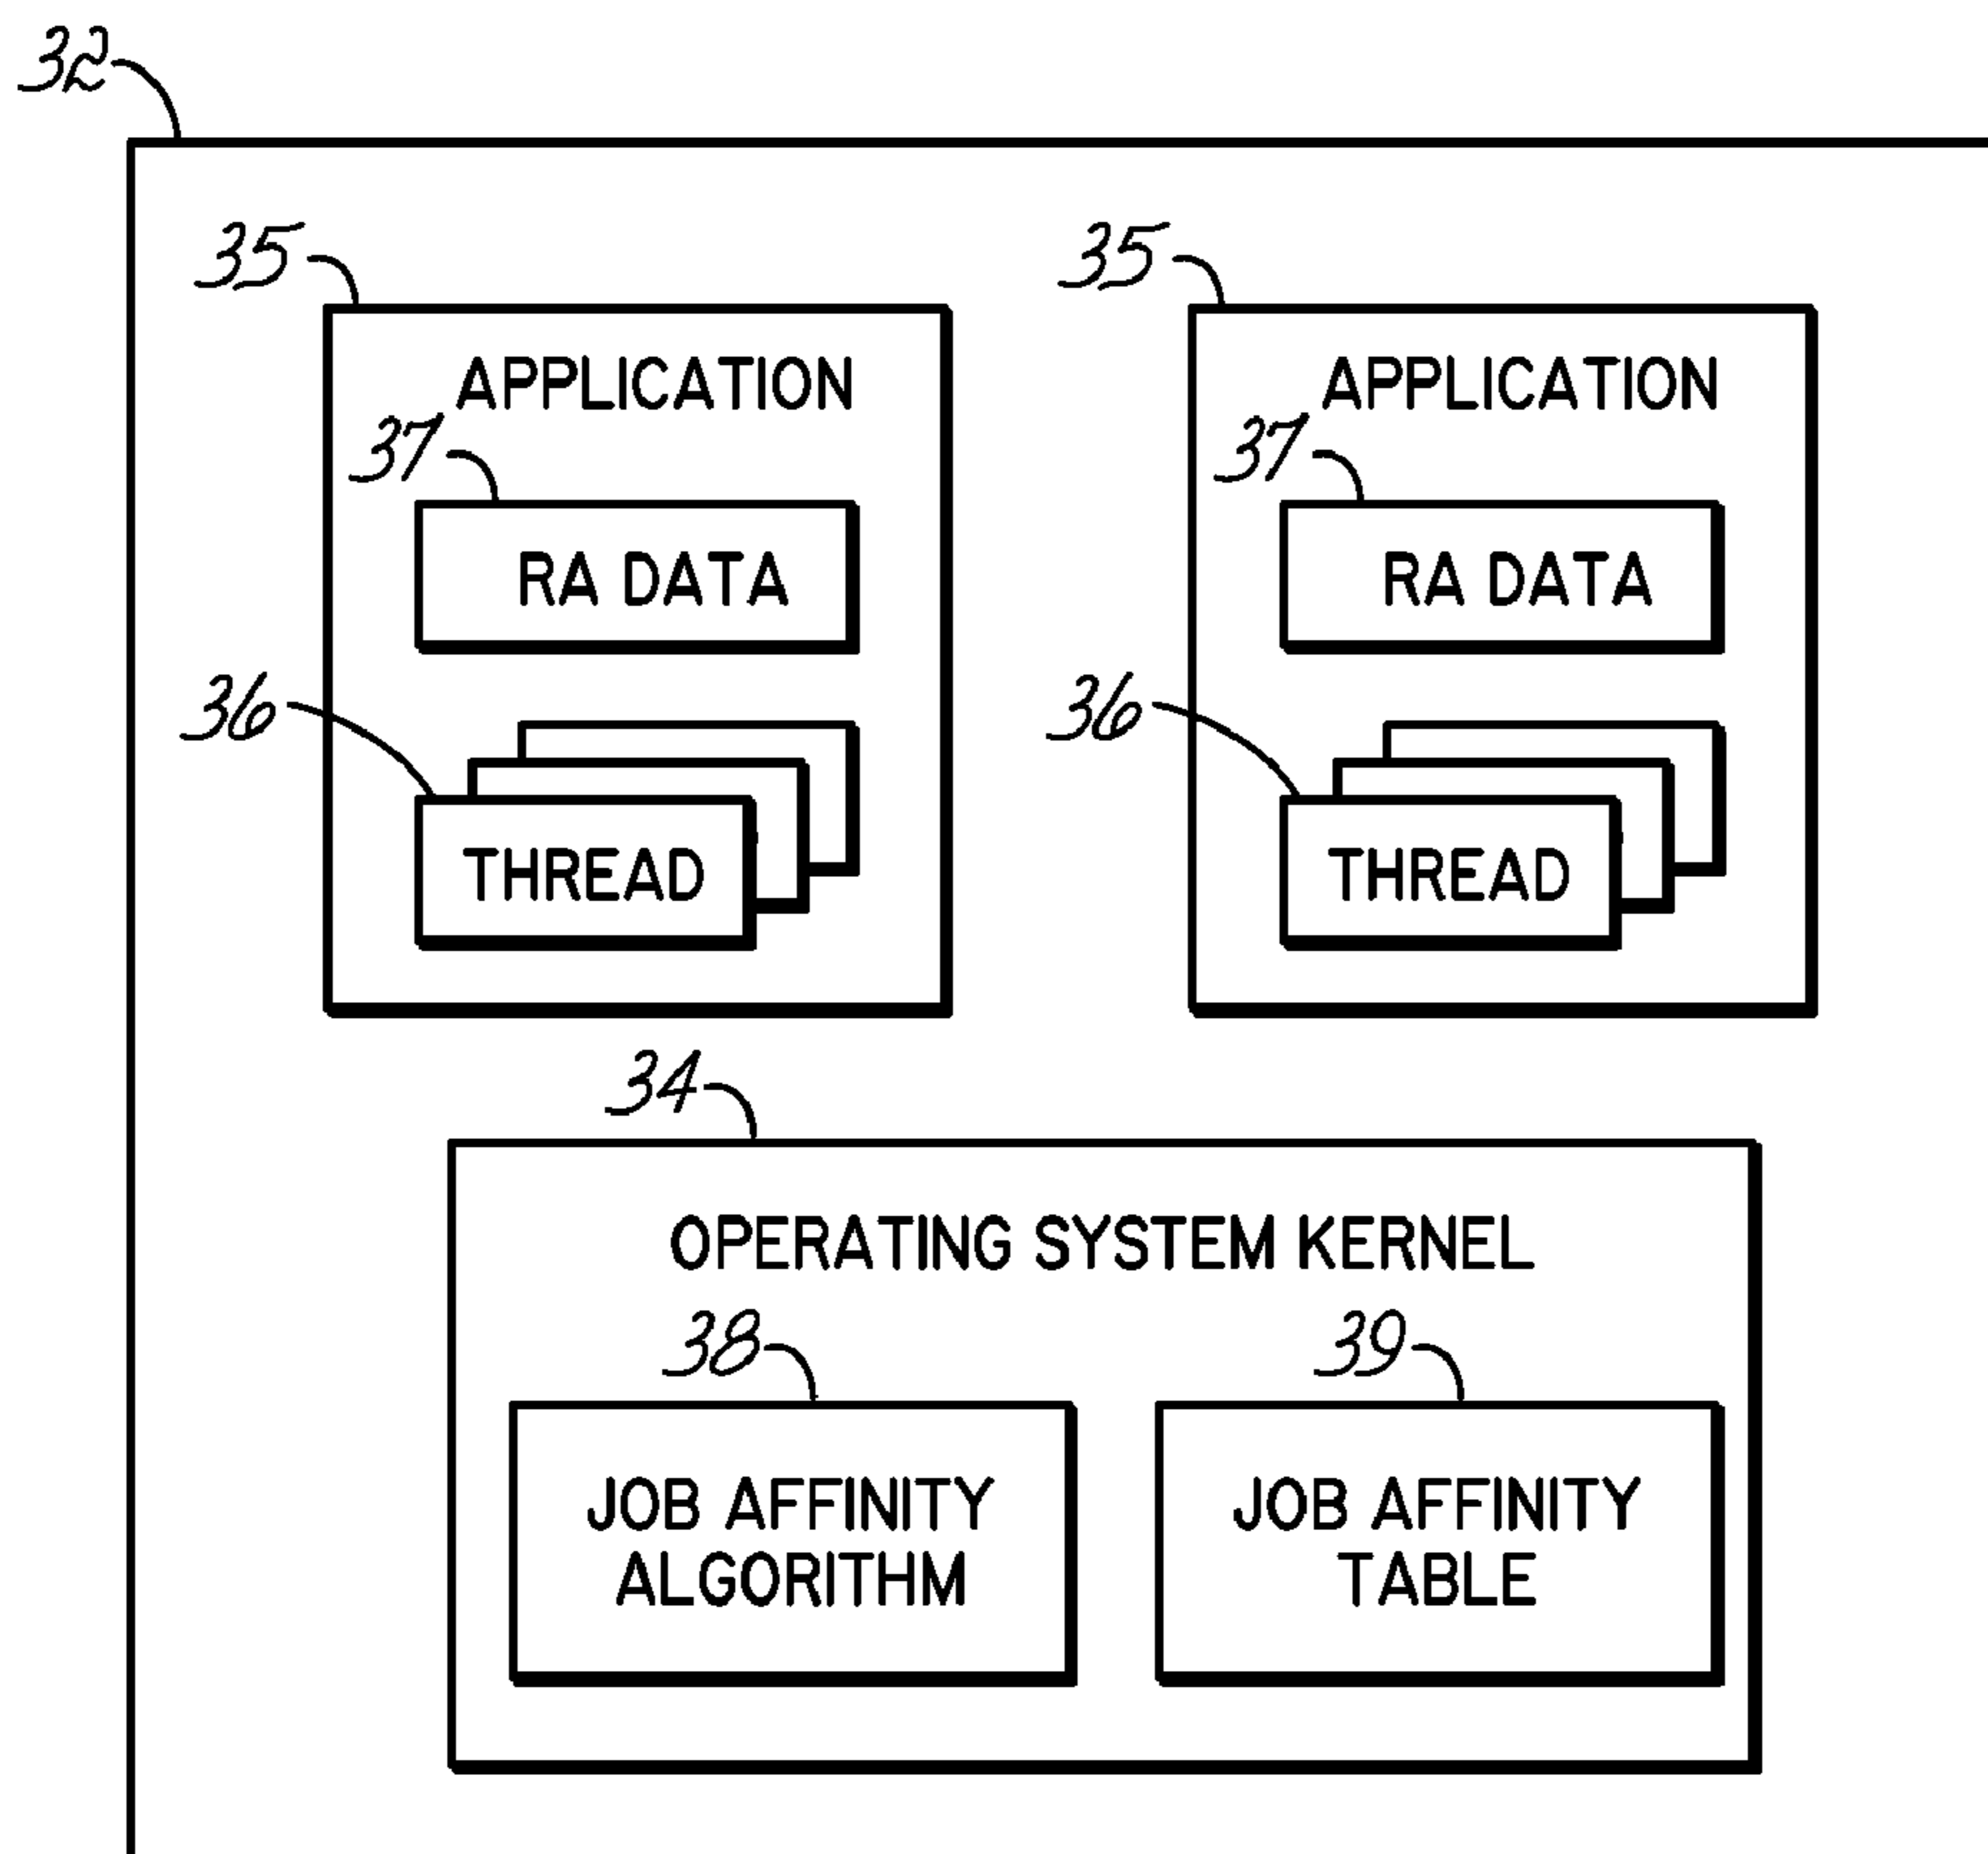 32
35
35
APPLICATION
APPLICATION
37
37
RA DATA
RA DATA
36
36
THREAD
THREAD
34
OPERATING SYSTEM KERNEL
38
39
JOB AFFINITY
ALGORITHM
JOB AFFINITY
TABLE